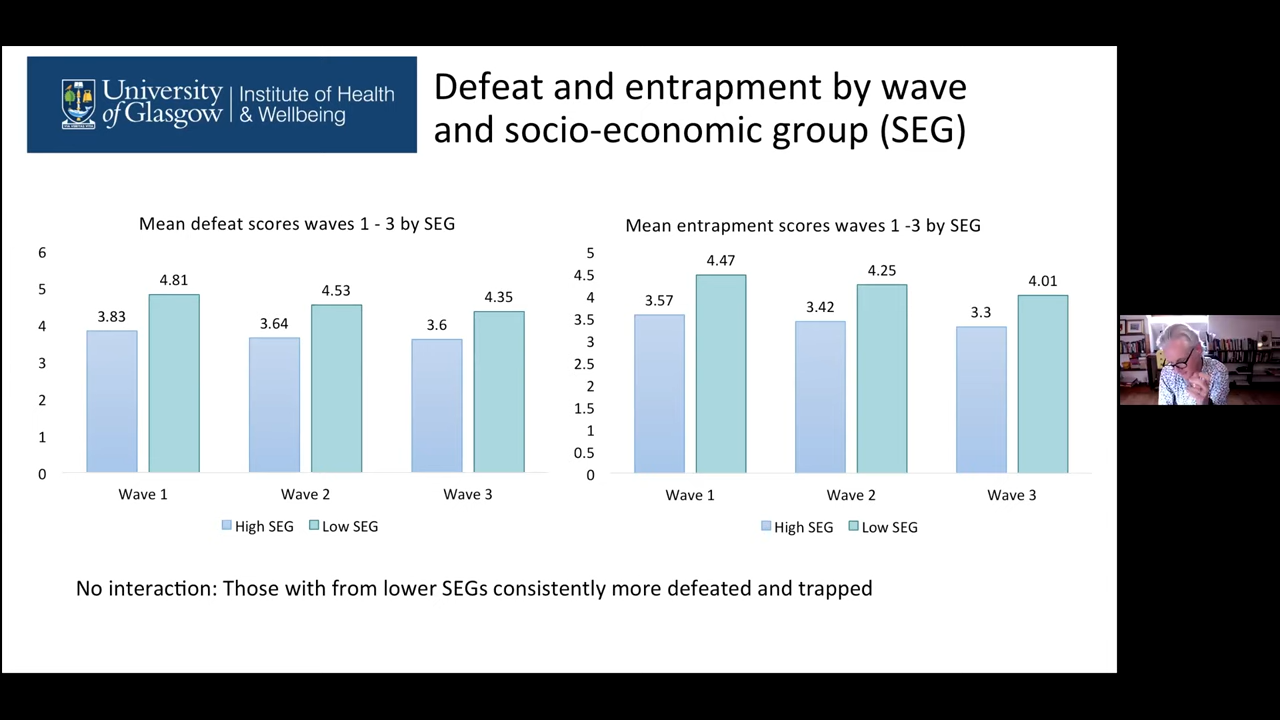 University
of Glasgow
Institute of Health
& Wellbeing
Defeat and entrapment by wave
and socio-economic group (SEG)
Mean defeat scores waves 1 - 3 by SEG
6
5
4
3
2
1
0
3.83
4.81
3.64
4.53
3.6
4.35
Wave 1
Wave 2
Wave 3
High SEG
Low SEG
Mean entrapment scores waves 1 -3 by SEG
5
4.5
4
3.5
3
2.5
2
1.5
1
0.5
0
3.57
4.47
3.42
4.25
3.3
4.01
Wave 1
Wave 2
Wave 3
High SEG
Low SEG
No interaction: Those with from lower SEGs consistently more defeated and trapped